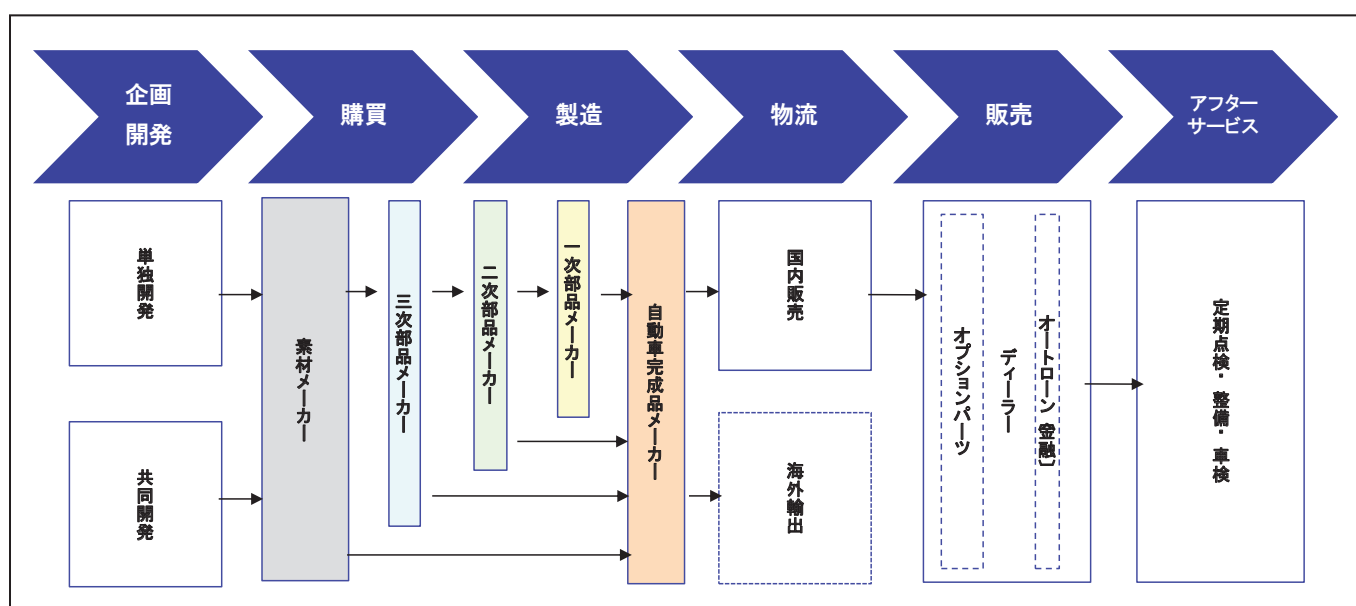 企画
開発
購買
製造
物流
販売
アフター
サービス
単独開発
共同開発
素材メーカー
三次部品メーカー
二次部品メーカー
一次部品メーカー
自動車完成品メーカー
国内販売
海外輸出
オプションパーツ
ディーラー
オートローン（金融）
定期点検・整備・車検